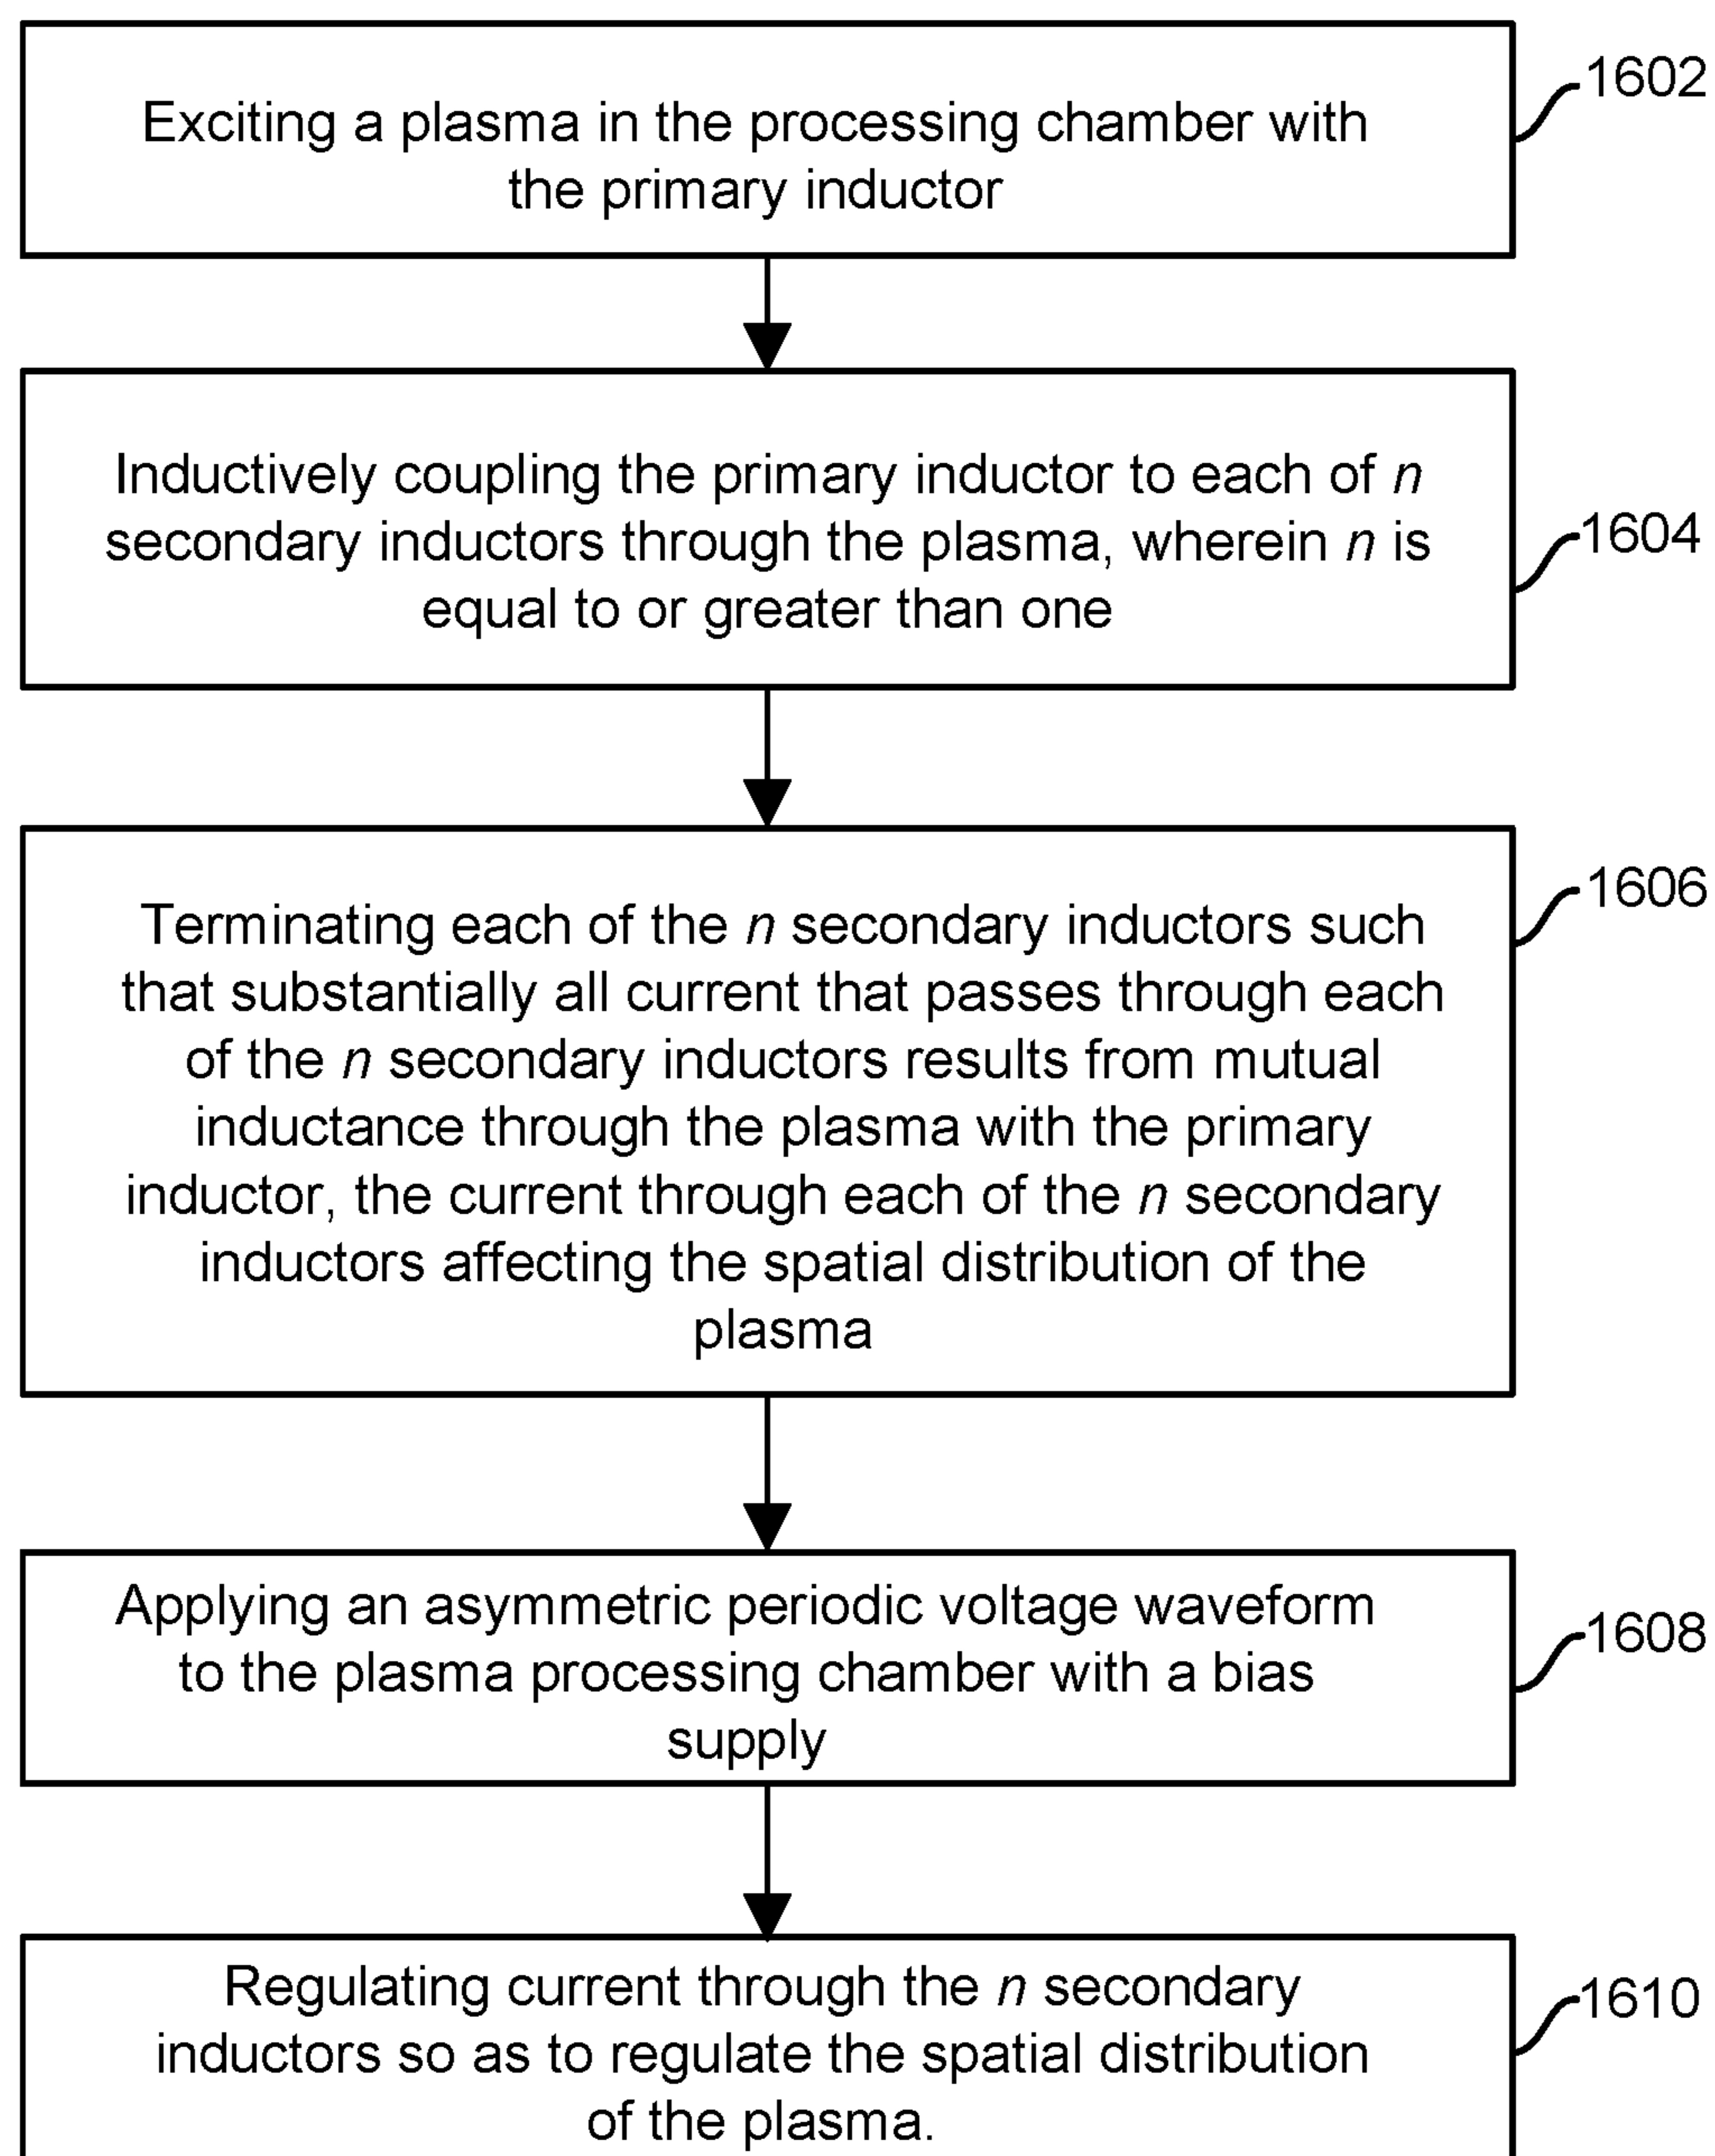 Exciting a plasma in the processing chamber with
the primary inductor
1602
Inductively coupling the primary inductor to each of n
secondary inductors through the plasma, wherein n is
equal to or greater than one
1604
Terminating each of the n secondary inductors such
that substantially all current that passes through each
of the n secondary inductors results from mutual
inductance through the plasma with the primary
inductor, the current through each of the n secondary
inductors affecting the spatial distribution of the
plasma
1606
Applying an asymmetric periodic voltage waveform
to the plasma processing chamber with a bias
supply
1608
Regulating current through the n secondary
inductors so as to regulate the spatial distribution
of the plasma.
1610